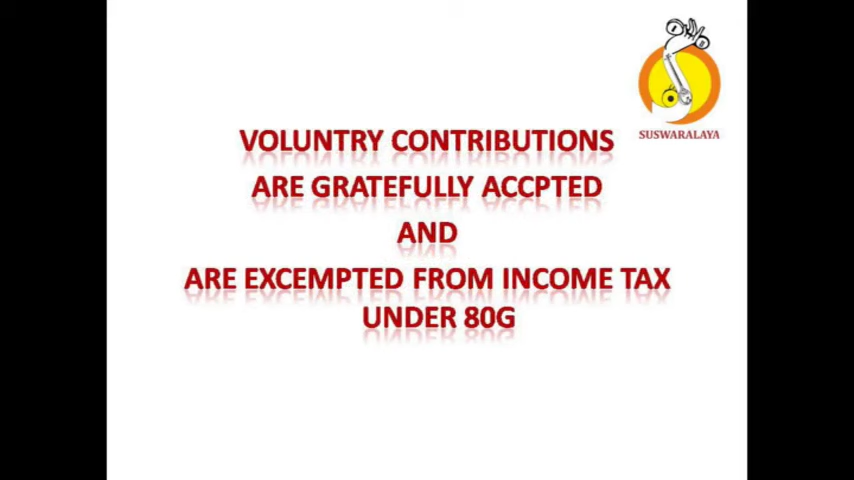 SUSWARALAYA
VOLUNTRY CONTRIBUTIONS
ARE GRATEFULLY ACCPTED
AND
ARE EXCEMPTED FROM INCOME TAX
UNDER 80G